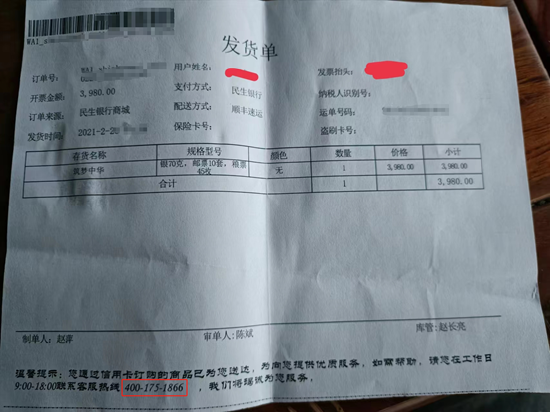 发货单
用户姓名:
发票抬头:
订单号:
支付方式: 民生银行
纳税人识别号:
开票金额: 3,980.00
配送方式: 顺丰速运
运单号码:
订单来源: 民生银行商城
保险卡号:
盗刷卡号:
发货时间: 2021-2-2
存货名称 规格型号 颜色 数量 价格 小计
筑梦中华 银70克, 邮票10套, 粮票45枚 无 1 3,980.00 3,980.00
合计 1 3,980.00
制单人: 赵萍 审单人: 陈斌 库管: 赵长亮
温馨提示: 您通过信用卡订购的商品已为您送达, 为向您提供优质服务, 如需帮助, 请您在工作日
9:00-18:00联系客服热线 400-175-1866 , 我们将竭诚为您服务。